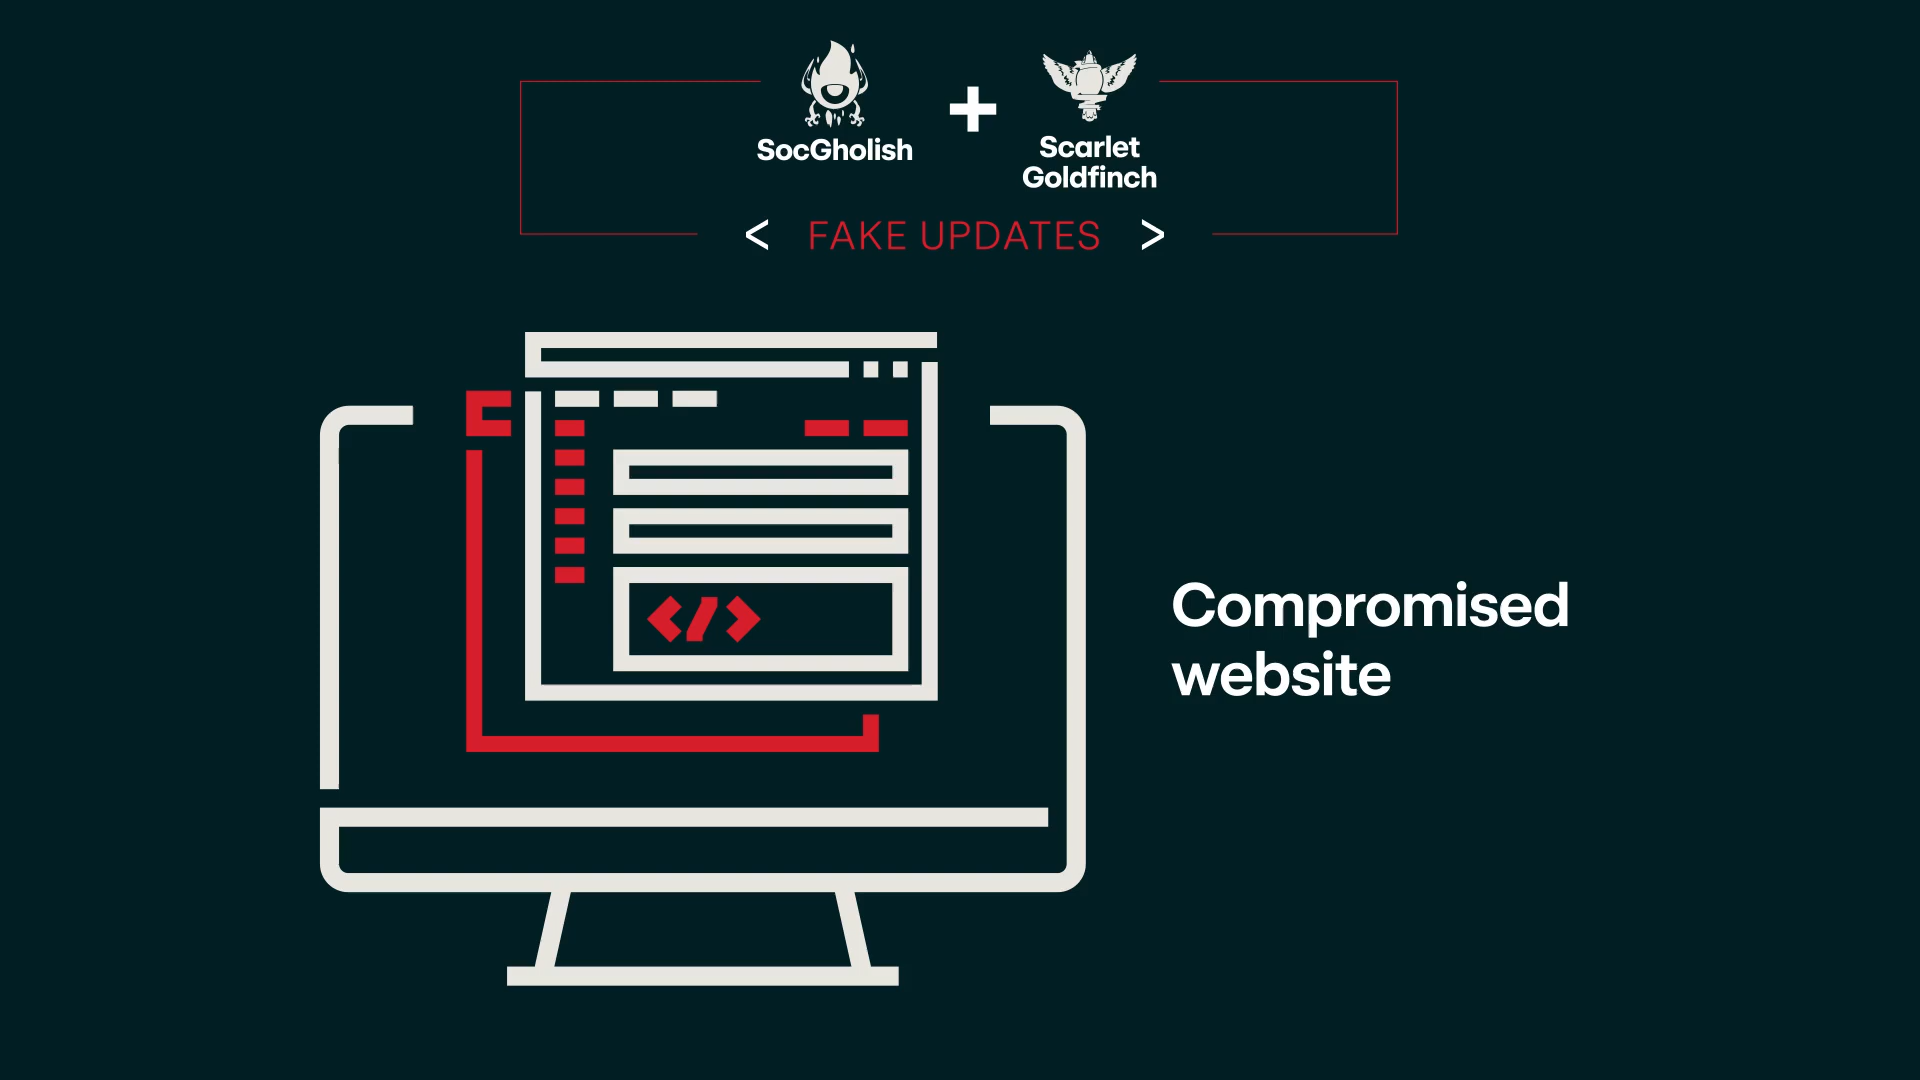 SocGholish
+
Scarlet
Goldfinch
< FAKE UPDATES >
</>
Compromised
website